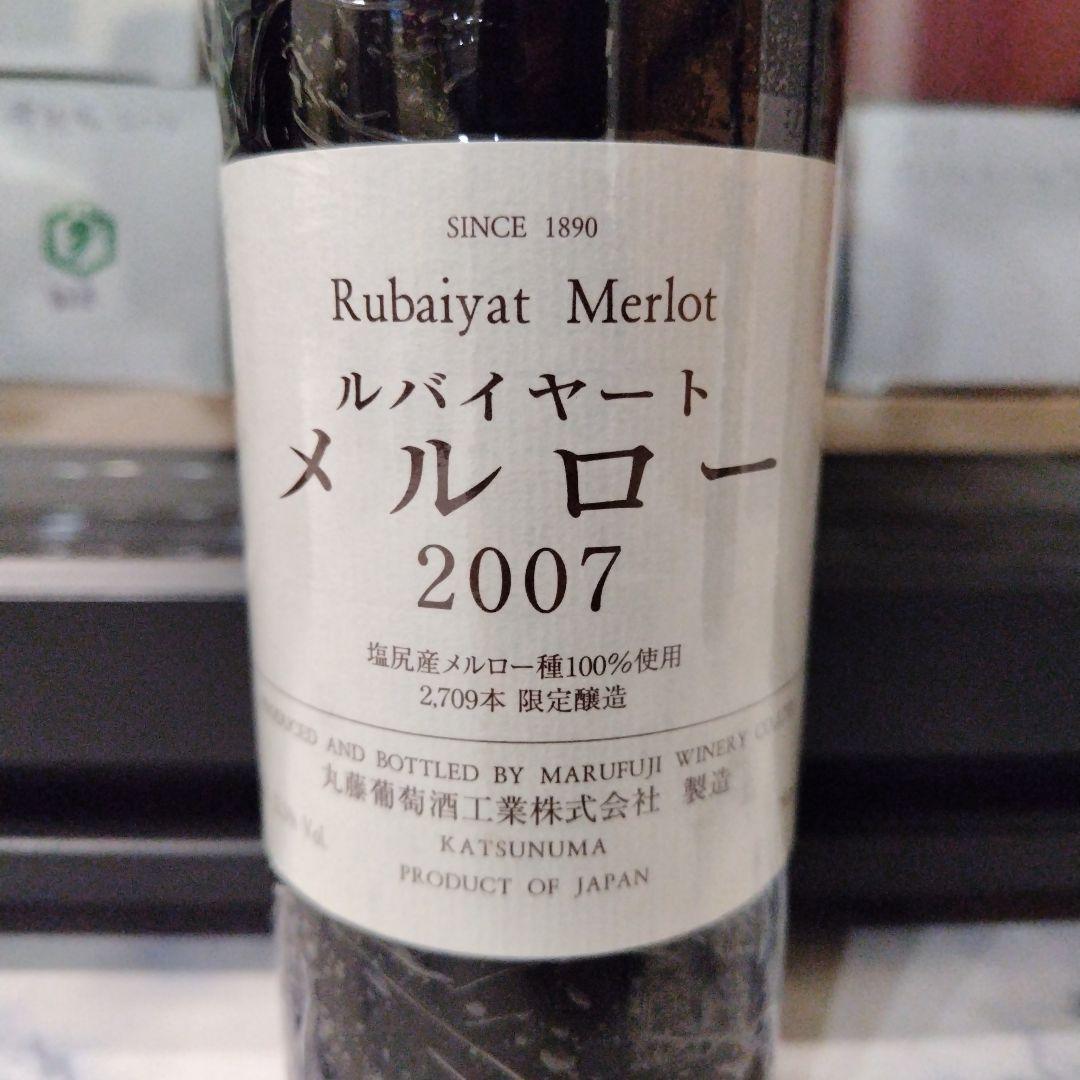 SINCE 1890
Rubaiyat Merlot
ルバイヤート
メルロー
2007
塩尻産メルロー種100%使用
2,709本 限定醸造
PRODUCED AND BOTTLED BY MARUFUJI WINERY
丸藤葡萄酒工業株式会社 製造
Vol.
KATSUNUMA
PRODUCT OF JAPAN